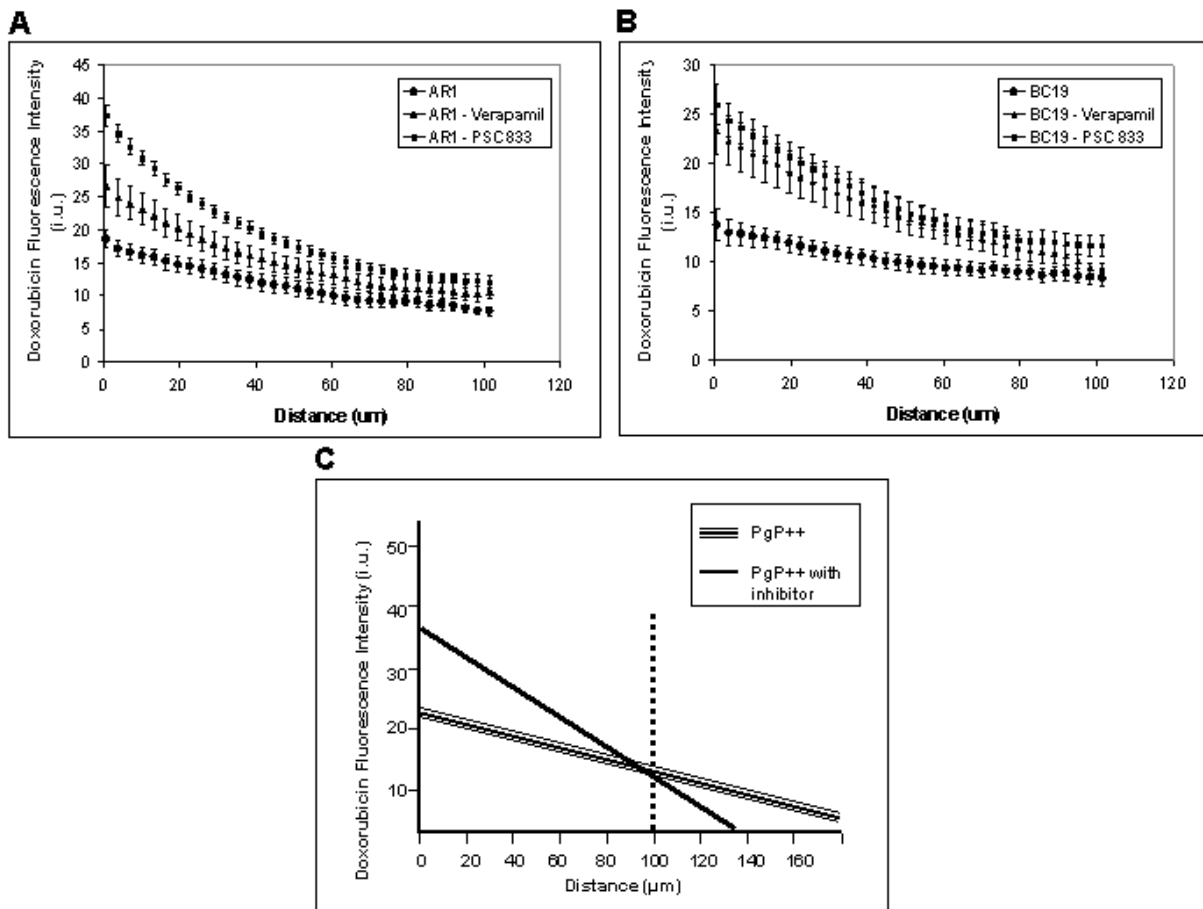 A
Doxorubicin Fluorescence Intensity
(i.u.)
45
40
35
30
25
20
15
10
5
0
AR1
AR1 - Verapamil
AR1 - PSC 833
0 20 40 60 80 100 120
Distance (um)
B
Doxorubicin Fluorescence Intensity
(i.u.)
30
25
20
15
10
5
0
BC19
BC19 - Verapamil
BC19 - PSC 833
0 20 40 60 80 100 120
Distance (um)
C
Doxorubicin Fluorescence Intensity (i.u.)
50
40
30
20
10
PgP++
PgP++ with
inhibitor
0 20 40 60 80 100 120 140 160
Distance (µm)